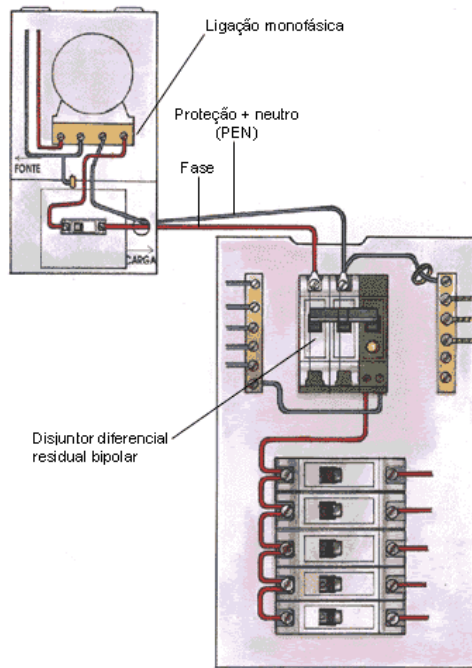 Ligação monofásica
Proteção + neutro
(PEN)
Fase
FONTE
CARGA
Disjuntor diferencial
residual bipolar